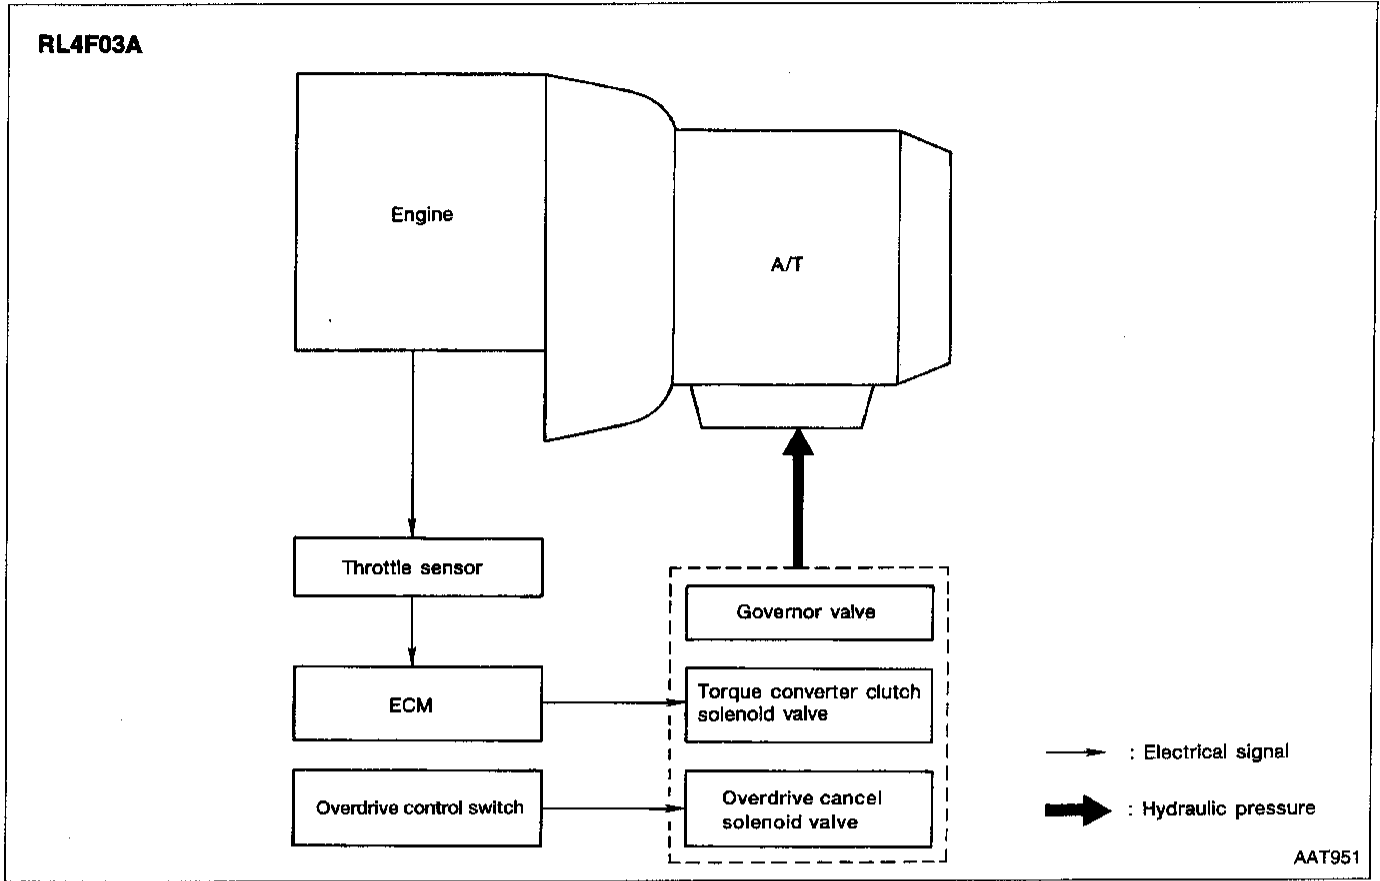 RL4F03A
Engine
A/T
Throttle sensor
Governor valve
ECM
Torque converter clutch
solenoid valve
Overdrive control switch
Overdrive cancel
solenoid valve
: Electrical signal
: Hydraulic pressure
AAT951